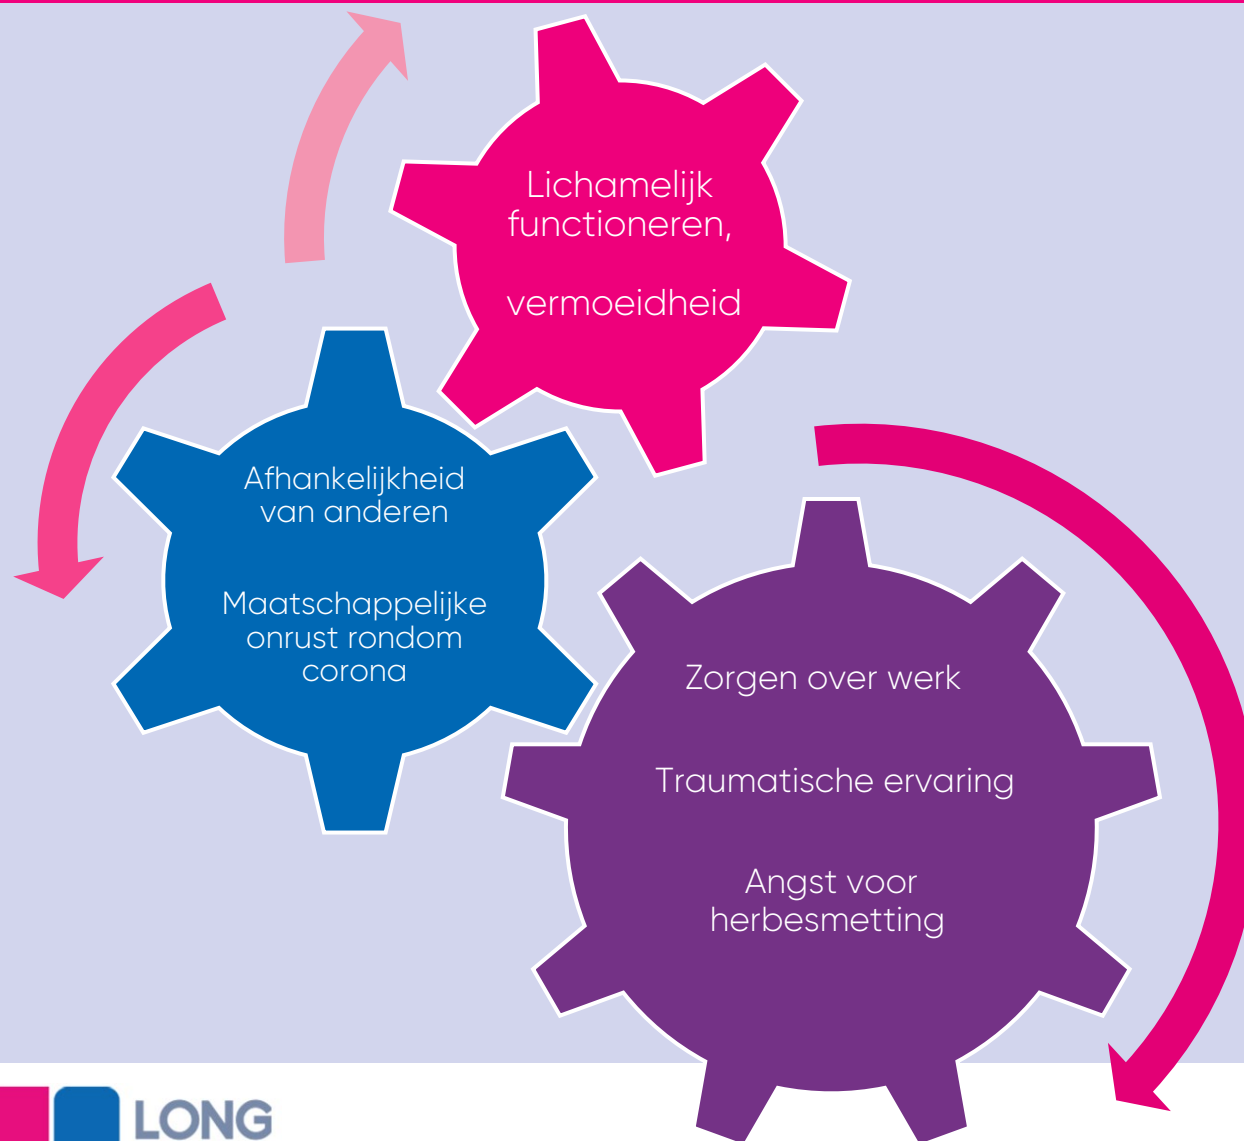 Lichamelijk
functioneren,
vermoeidheid
Afhankelijkheid
van anderen
Maatschappelijke
onrust rondom
corona
Zorgen over werk
Traumatische ervaring
Angst voor
herbesmetting
LONG